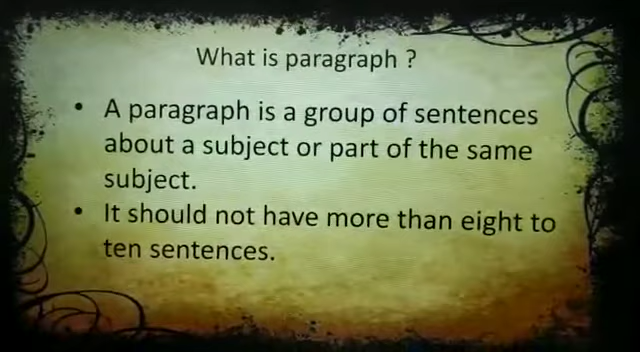 What is paragraph ?
• A paragraph is a group of sentences
about a subject or part of the same
subject.
• It should not have more than eight to
ten sentences.